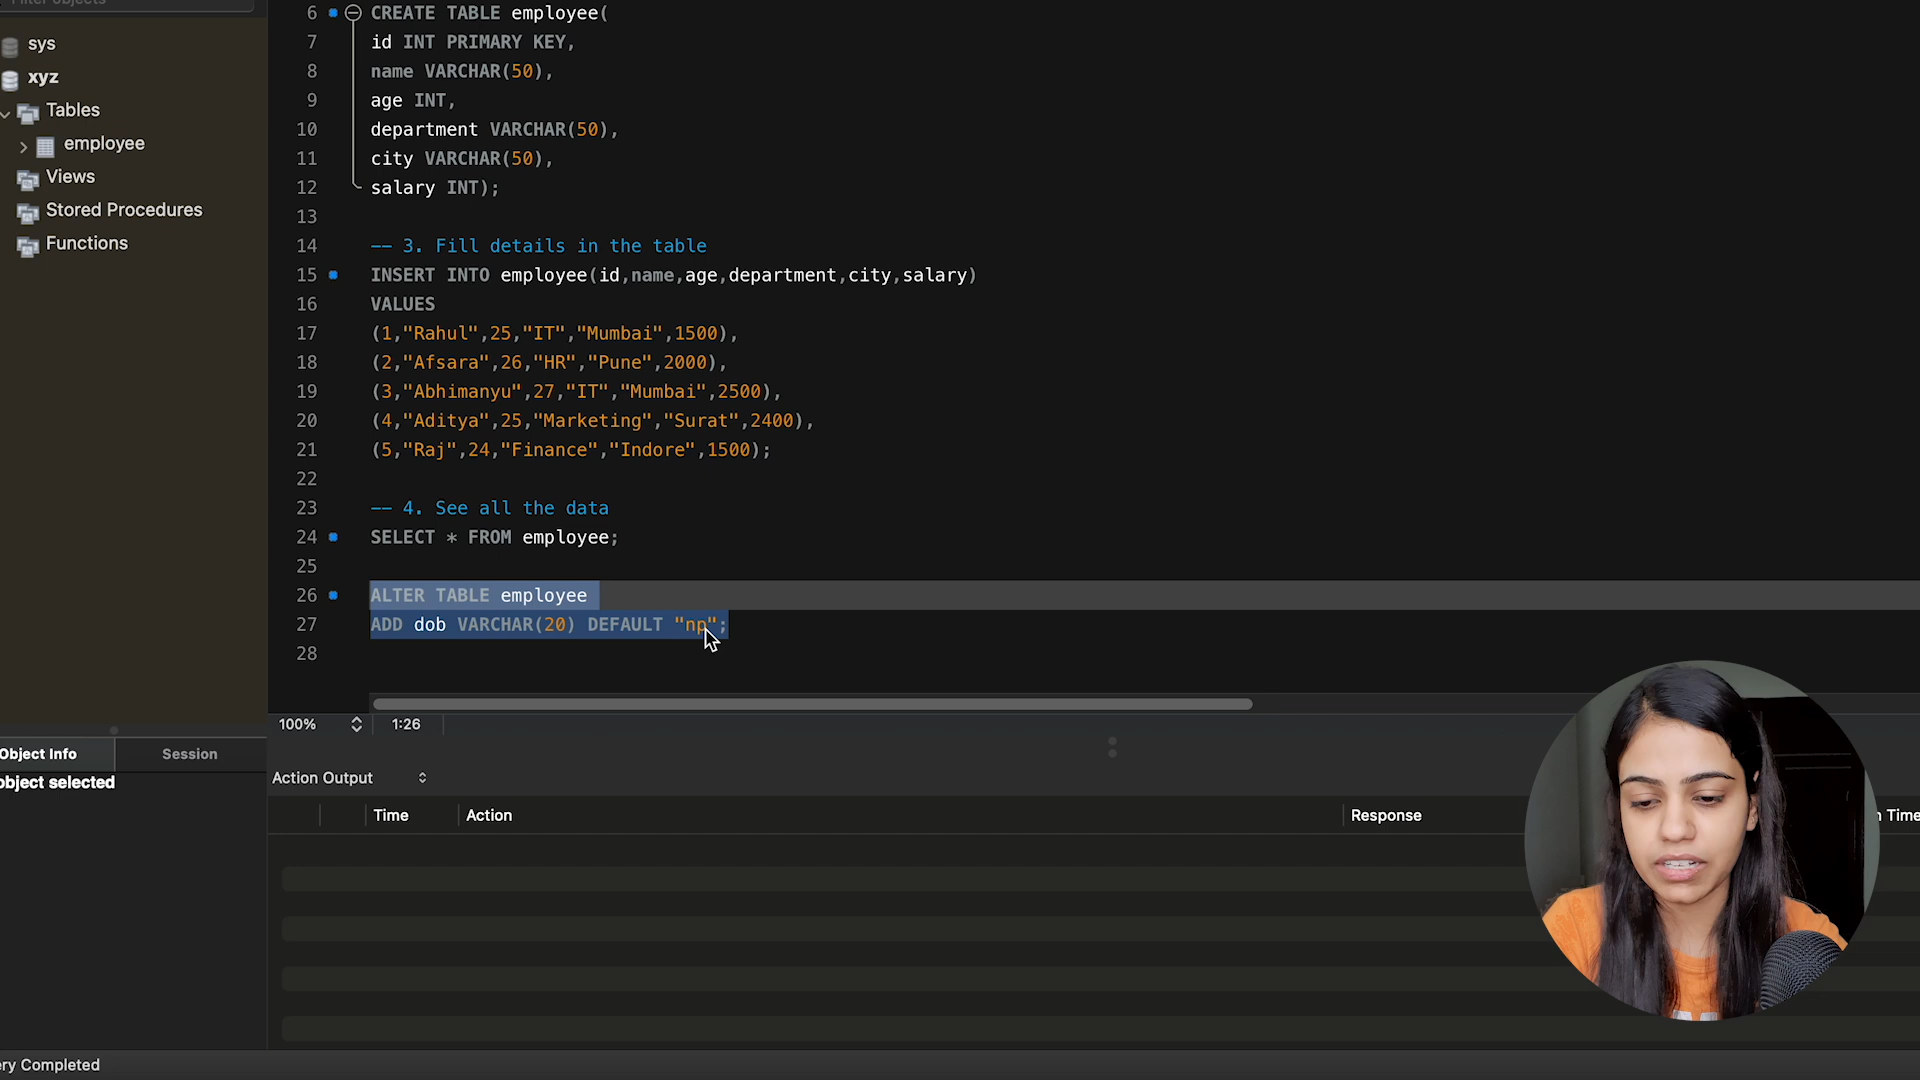 sys
xyz
Tables
employee
Views
Stored Procedures
Functions
6 CREATE TABLE employee(
7 id INT PRIMARY KEY,
8 name VARCHAR(50),
9 age INT,
10 department VARCHAR(50),
11 city VARCHAR(50),
12 salary INT);
13
14 -- 3. Fill details in the table
15 INSERT INTO employee(id,name,age,department,city,salary)
16 VALUES
17 (1,"Rahul",25,"IT","Mumbai",1500),
18 (2,"Afsara",26,"HR","Pune",2000),
19 (3,"Abhimanyu",27,"IT","Mumbai",2500),
20 (4,"Aditya",25,"Marketing","Surat",2400),
21 (5,"Raj",24,"Finance","Indore",1500);
22
23 -- 4. See all the data
24 SELECT * FROM employee;
25
26 ALTER TABLE employee
27 ADD dob VARCHAR(20) DEFAULT "np";
28
100% 1:26
Object Info Session
object selected
Action Output
Time Action Response Time
ery Completed